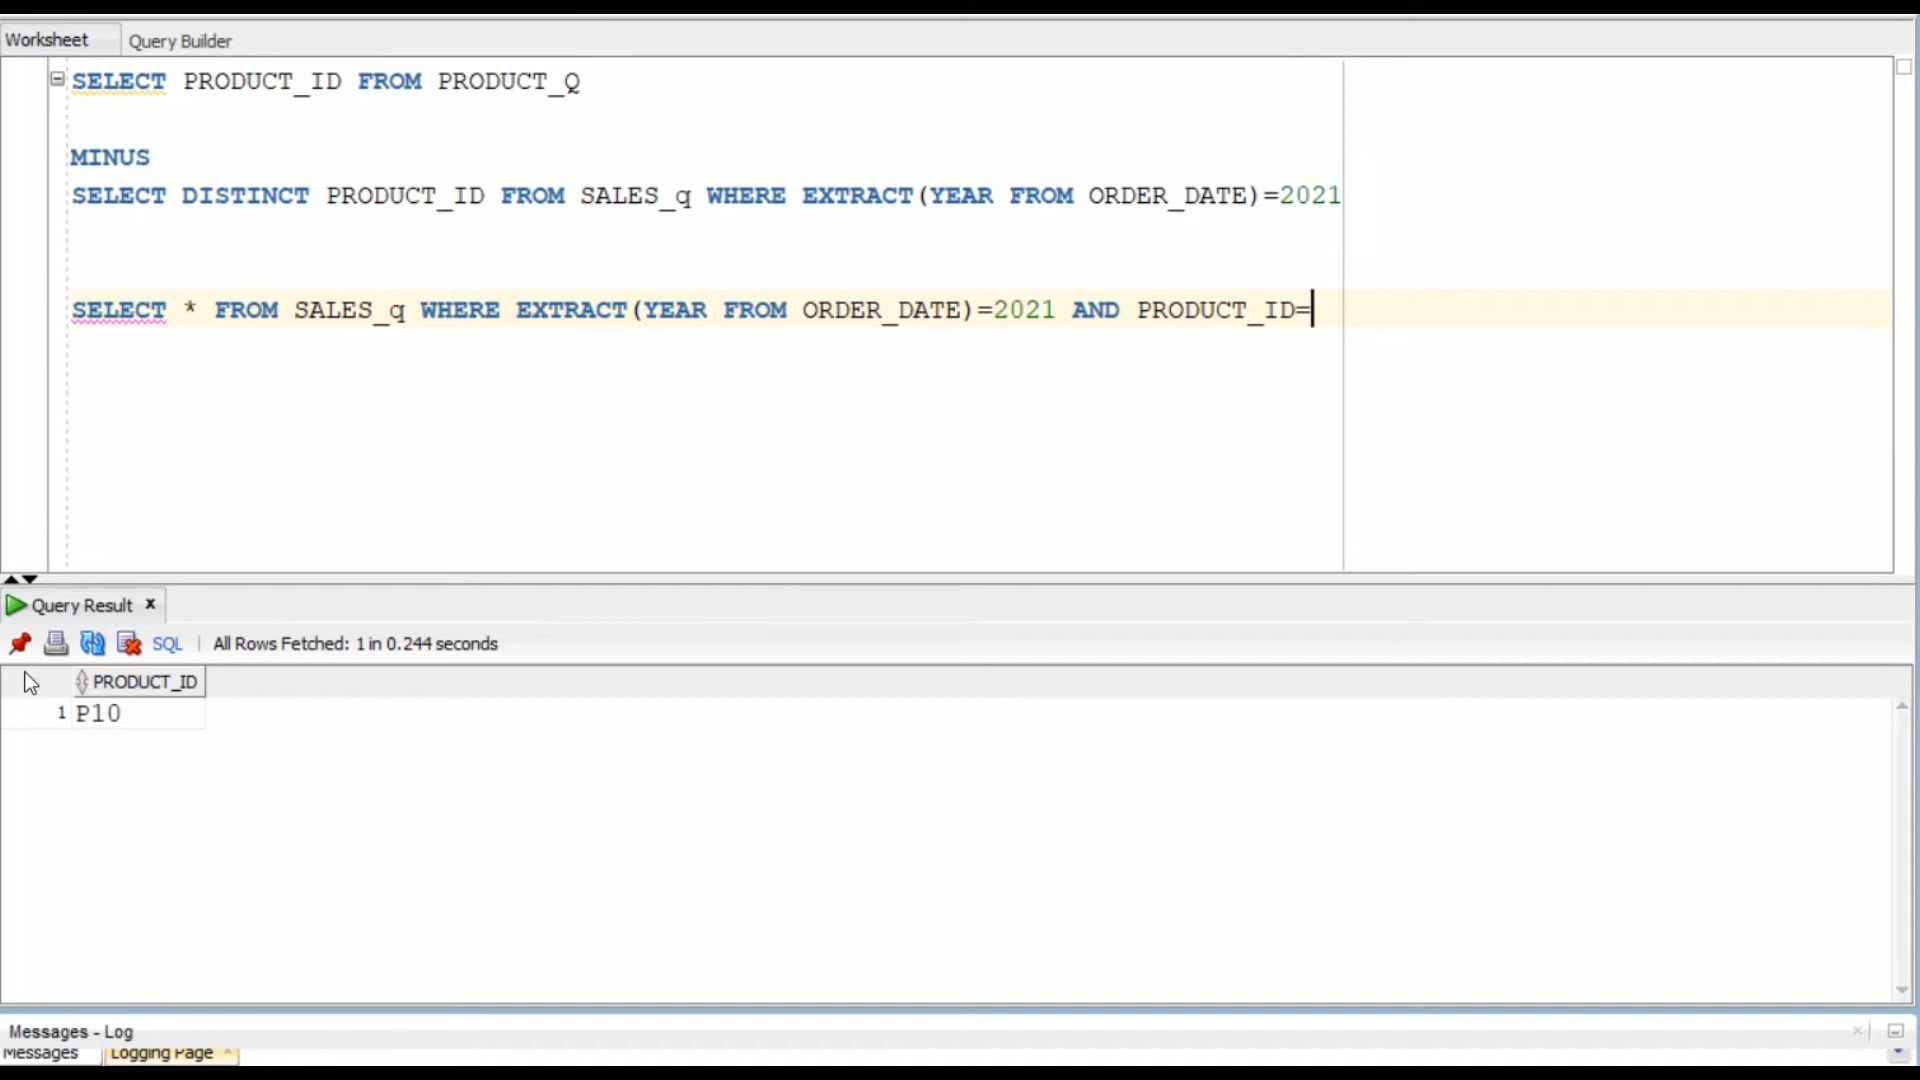 Worksheet Query Builder
SELECT PRODUCT_ID FROM PRODUCT_Q
MINUS
SELECT DISTINCT PRODUCT_ID FROM SALES_q WHERE EXTRACT(YEAR FROM ORDER_DATE)=2021
SELECT * FROM SALES_q WHERE EXTRACT(YEAR FROM ORDER_DATE)=2021 AND PRODUCT_ID=
Query Result x
SQL | All Rows Fetched: 1 in 0.244 seconds
PRODUCT_ID
1 P10
Messages - Log
Messages Logging Page